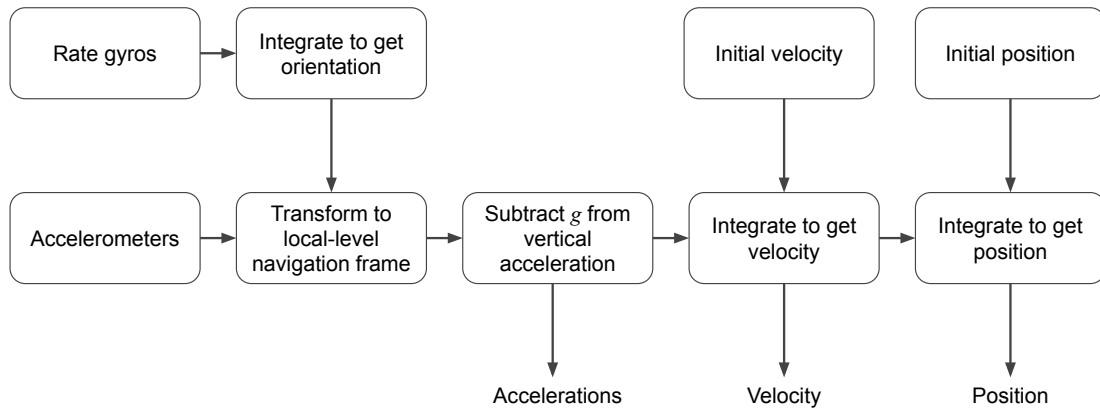 Rate gyros
Integrate to get
orientation
Initial velocity
Initial position
Accelerometers
Transform to
local-level
navigation frame
Subtract g from
vertical
acceleration
Integrate to get
velocity
Integrate to get
position
Accelerations
Velocity
Position